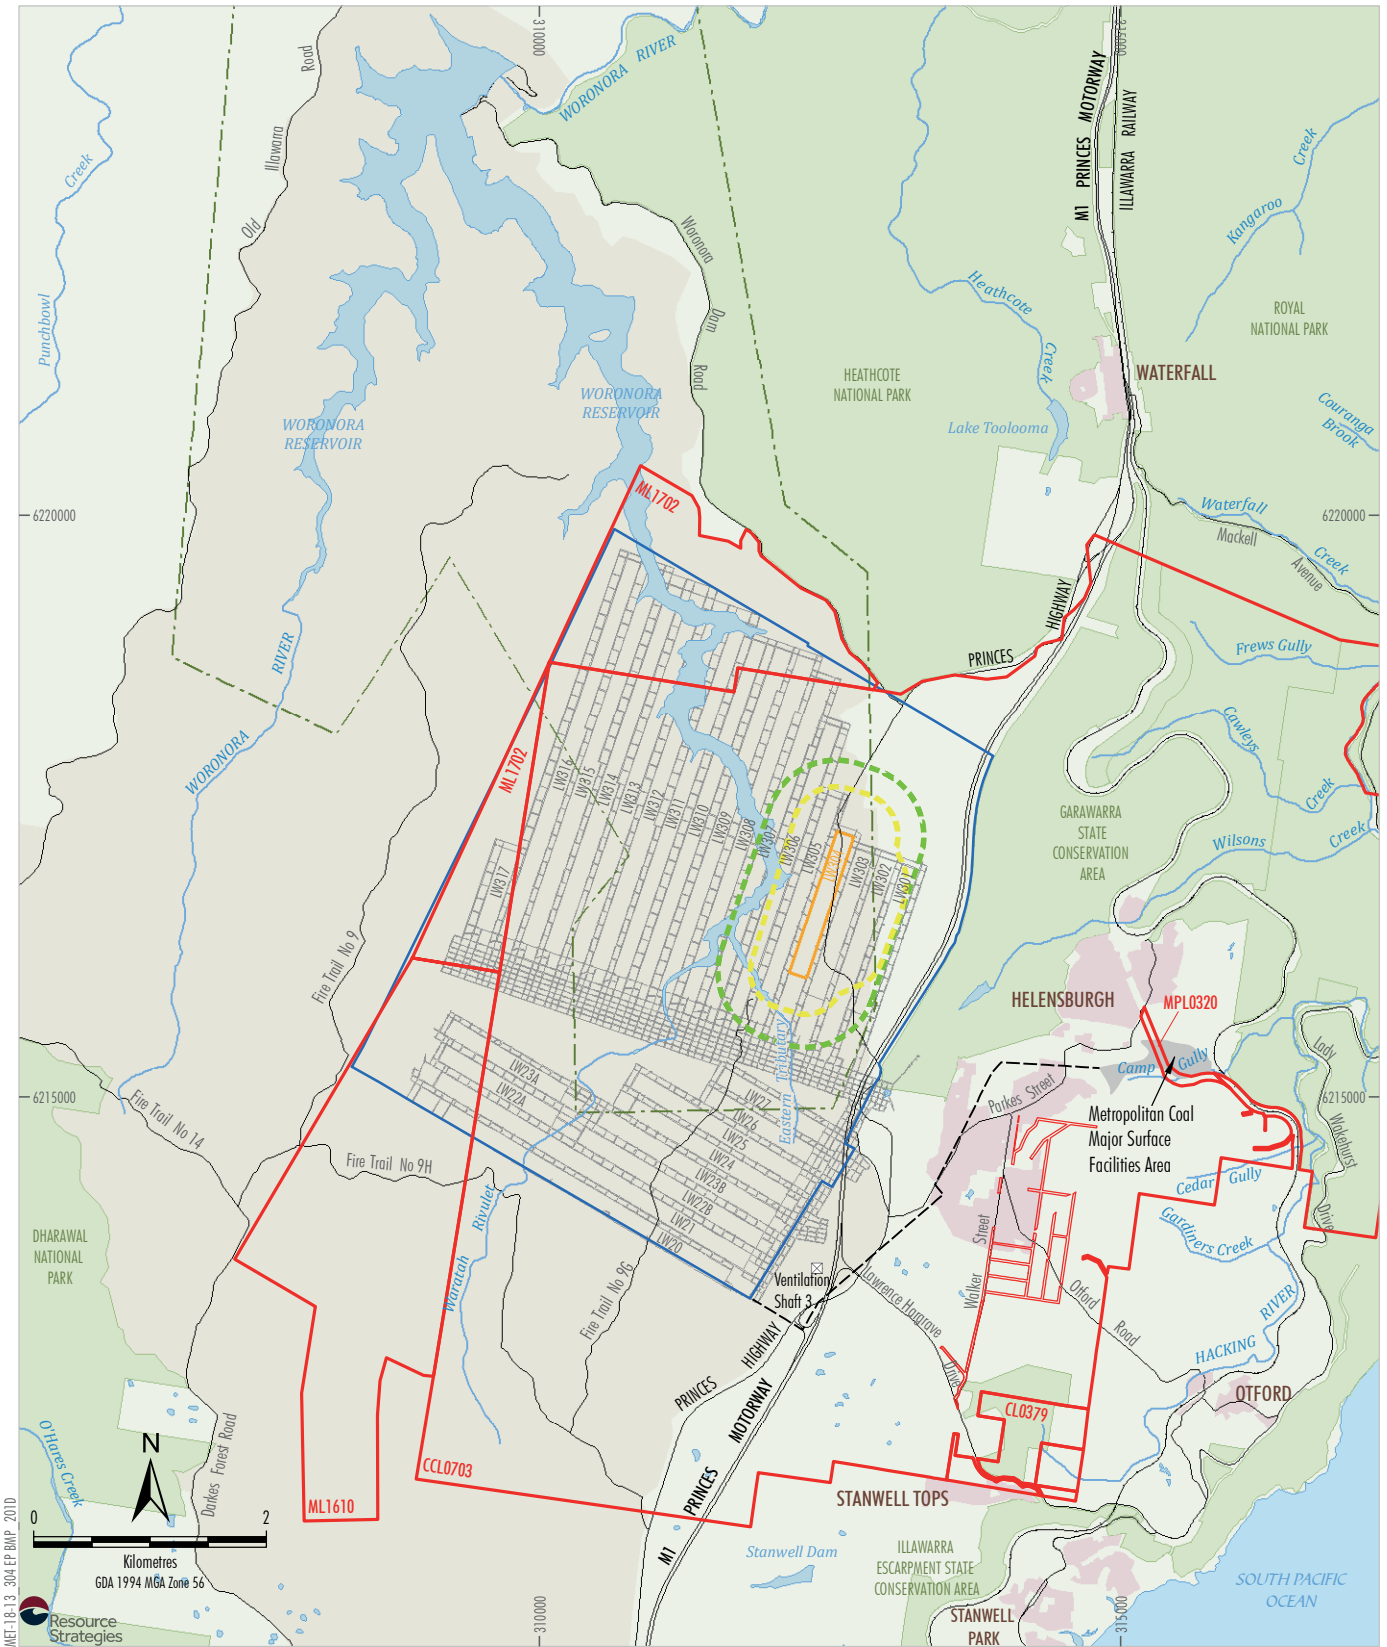 310000
315000
Road
Illawarra
Old
WORONORA RIVER
M1 PRINCES MOTORWAY
ILLAWARRA RAILWAY
Creek
Punchbowl
Kangaroo Creek
Woronora
Dam
Road
Heathcote
Creek
ROYAL
NATIONAL PARK
HEATHCOTE
NATIONAL PARK
WATERFALL
WORONORA
RESERVOIR
WORONORA
RESERVOIR
Lake Toolooma
Couranga
Brook
ML1702
6220000
6220000
Waterfall
Creek
Mackell
Avenue
HIGHWAY
PRINCES
RIVER
WORONORA
Frews Gully
Cawleys
Creek
ML1702
LW316
LW315
LW314
LW313
LW312
LW311
LW310
LW309
LW308
LW307
LW306
LW305
LW304
LW303
LW302
LW301
LW317
GARAWARRA
STATE
CONSERVATION
AREA
Wilsons
Creek
Fire Trail No 9
HELENSBURGH
MPL0320
Camp Gully
Lady
Wakehurst
Drive
Parkes Street
6215000
6215000
Metropolitan Coal
Major Surface
Facilities Area
Eastern Tributary
LW23A
LW22A
LW27
LW26
LW25
LW24
LW23B
LW22B
LW21
LW20
Fire Trail No 14
Fire Trail No 9H
Cedar Gully
Gardiners Creek
DHARAWAL
NATIONAL
PARK
Waratah Rivulet
Fire Trail No 9G
Ventilation
Shaft 3
Lawrence Hargrave
Drive
Walker Street
Otford
Road
HACKING RIVER
PRINCES HIGHWAY
M1 PRINCES MOTORWAY
OTFORD
CL0379
O'Hares Creek
Darkes Forest Road
CCL0703
ML1610
STANWELL TOPS
N
0 2
Kilometres
GDA 1994 MGA Zone 56
Stanwell Dam
ILLAWARRA
ESCARPMENT STATE
CONSERVATION AREA
SOUTH PACIFIC
OCEAN
STANWELL
PARK
310000
315000
MET-18-13 304 EP BMP 201D
Resource
Strategies